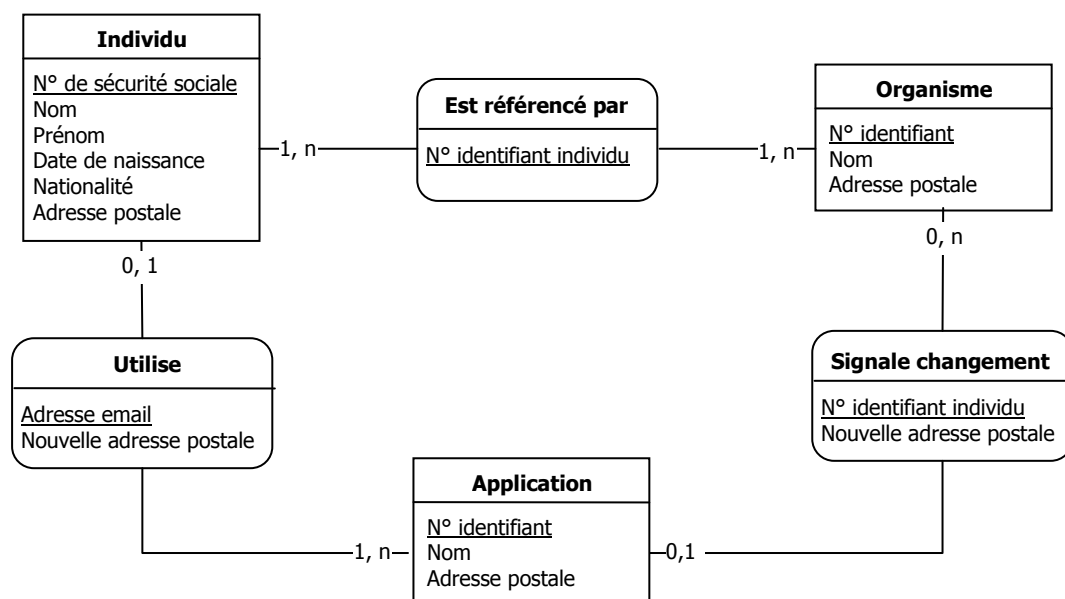 Individu
N° de sécurité sociale
Nom
Prénom
Date de naissance
Nationalité
Adresse postale
1, n
Est référencé par
N° identifiant individu
1, n
Organisme
N° identifiant
Nom
Adresse postale
0, 1
0, n
Utilise
Adresse email
Nouvelle adresse postale
Signale changement
N° identifiant individu
Nouvelle adresse postale
1, n
Application
N° identifiant
Nom
Adresse postale
0,1